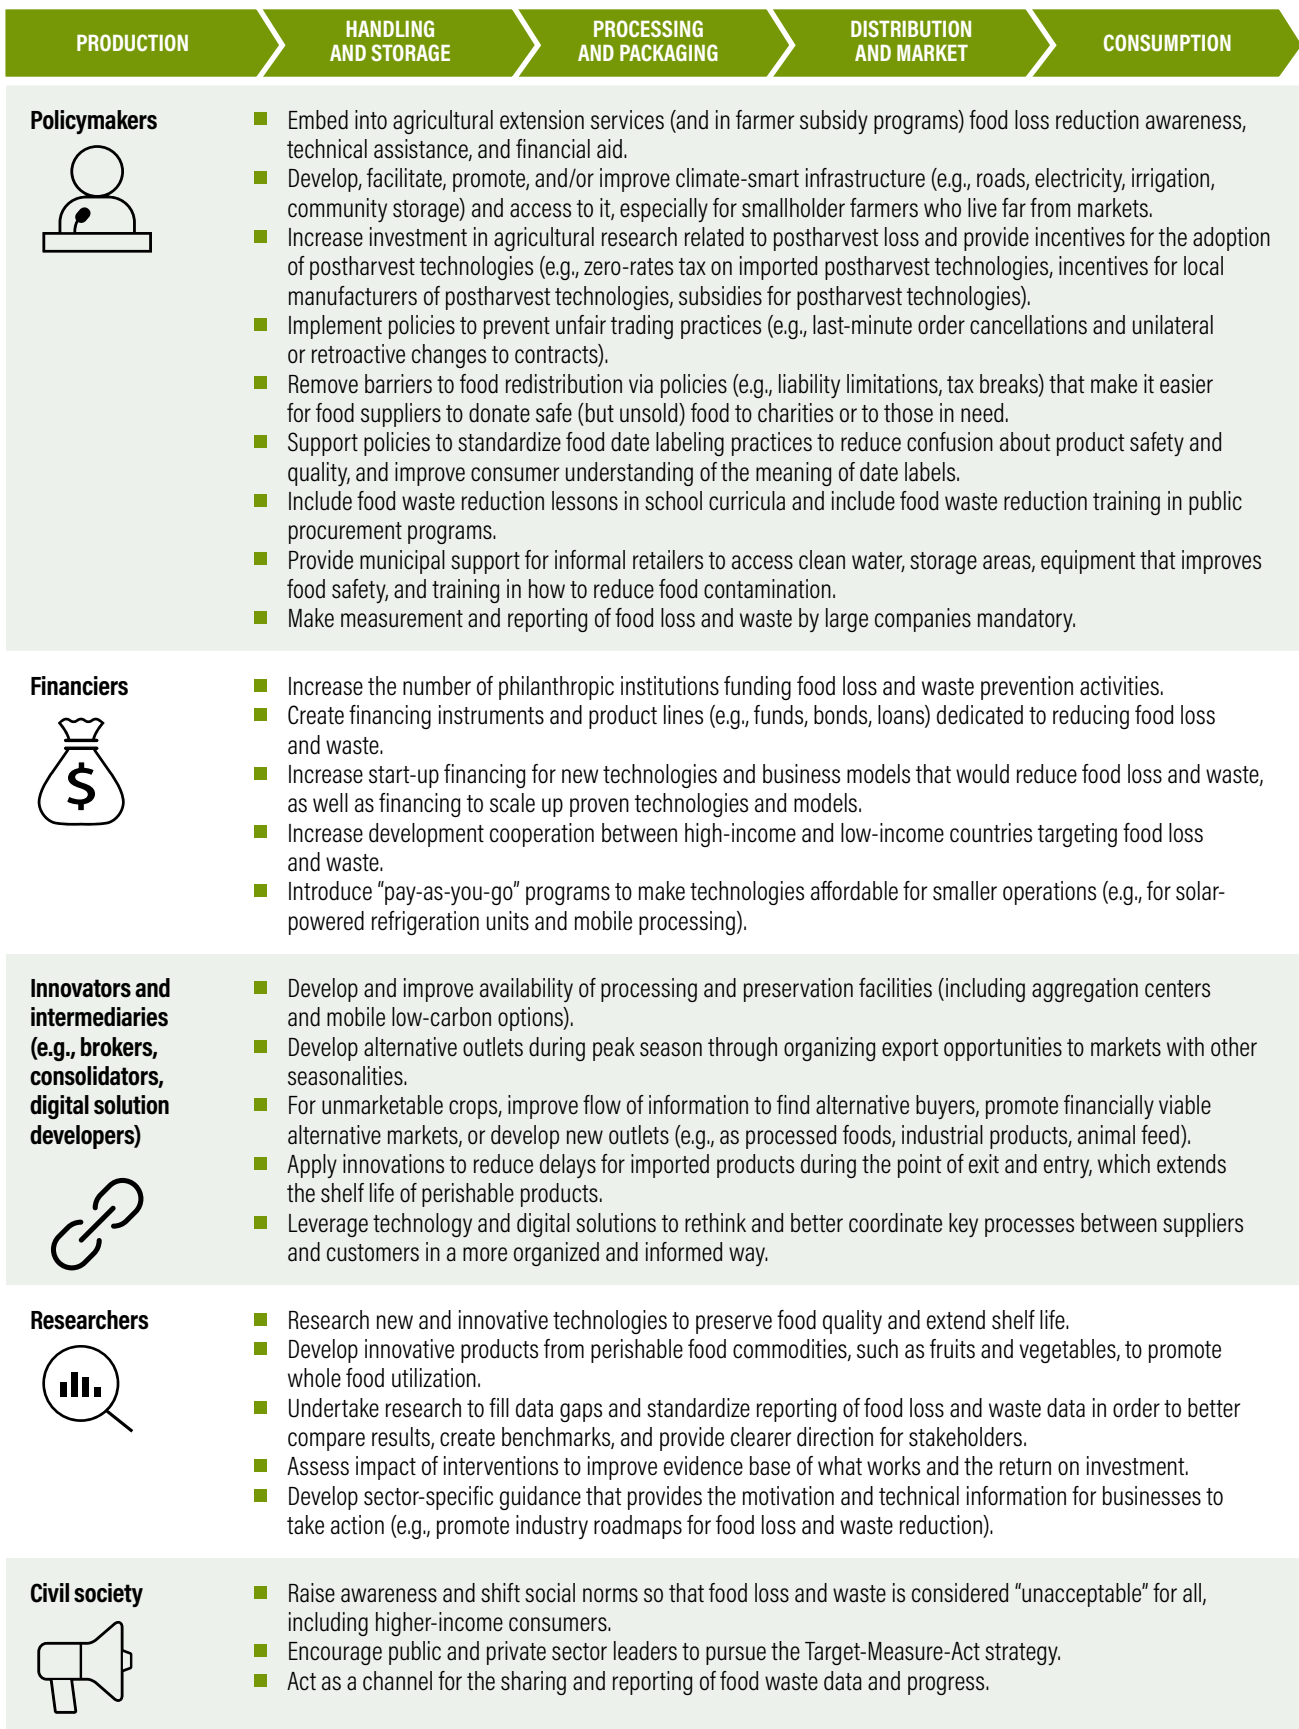 PRODUCTION
HANDLING
AND STORAGE
PROCESSING
AND PACKAGING
DISTRIBUTION
AND MARKET
CONSUMPTION
Policymakers
Embed into agricultural extension services (and in farmer subsidy programs) food loss reduction awareness,
technical assistance, and financial aid.
Develop, facilitate, promote, and/or improve climate-smart infrastructure (e.g., roads, electricity, irrigation,
community storage) and access to it, especially for smallholder farmers who live far from markets.
Increase investment in agricultural research related to postharvest loss and provide incentives for the adoption
of postharvest technologies (e.g., zero-rates tax on imported postharvest technologies, incentives for local
manufacturers of postharvest technologies, subsidies for postharvest technologies).
Implement policies to prevent unfair trading practices (e.g., last-minute order cancellations and unilateral
or retroactive changes to contracts).
Remove barriers to food redistribution via policies (e.g., liability limitations, tax breaks) that make it easier
for food suppliers to donate safe (but unsold) food to charities or to those in need.
Support policies to standardize food date labeling practices to reduce confusion about product safety and
quality, and improve consumer understanding of the meaning of date labels.
Include food waste reduction lessons in school curricula and include food waste reduction training in public
procurement programs.
Provide municipal support for informal retailers to access clean water, storage areas, equipment that improves
food safety, and training in how to reduce food contamination.
Make measurement and reporting of food loss and waste by large companies mandatory.
Financiers
$
Increase the number of philanthropic institutions funding food loss and waste prevention activities.
Create financing instruments and product lines (e.g., funds, bonds, loans) dedicated to reducing food loss
and waste.
Increase start-up financing for new technologies and business models that would reduce food loss and waste,
as well as financing to scale up proven technologies and models.
Increase development cooperation between high-income and low-income countries targeting food loss
and waste.
Introduce “pay-as-you-go” programs to make technologies affordable for smaller operations (e.g., for solar-
powered refrigeration units and mobile processing).
Innovators and
intermediaries
(e.g., brokers,
consolidators,
digital solution
developers)
Develop and improve availability of processing and preservation facilities (including aggregation centers
and mobile low-carbon options).
Develop alternative outlets during peak season through organizing export opportunities to markets with other
seasonalities.
For unmarketable crops, improve flow of information to find alternative buyers, promote financially viable
alternative markets, or develop new outlets (e.g., as processed foods, industrial products, animal feed).
Apply innovations to reduce delays for imported products during the point of exit and entry, which extends
the shelf life of perishable products.
Leverage technology and digital solutions to rethink and better coordinate key processes between suppliers
and customers in a more organized and informed way.
Researchers
Research new and innovative technologies to preserve food quality and extend shelf life.
Develop innovative products from perishable food commodities, such as fruits and vegetables, to promote
whole food utilization.
Undertake research to fill data gaps and standardize reporting of food loss and waste data in order to better
compare results, create benchmarks, and provide clearer direction for stakeholders.
Assess impact of interventions to improve evidence base of what works and the return on investment.
Develop sector-specific guidance that provides the motivation and technical information for businesses to
take action (e.g., promote industry roadmaps for food loss and waste reduction).
Civil society
Raise awareness and shift social norms so that food loss and waste is considered “unacceptable” for all,
including higher-income consumers.
Encourage public and private sector leaders to pursue the Target-Measure-Act strategy.
Act as a channel for the sharing and reporting of food waste data and progress.